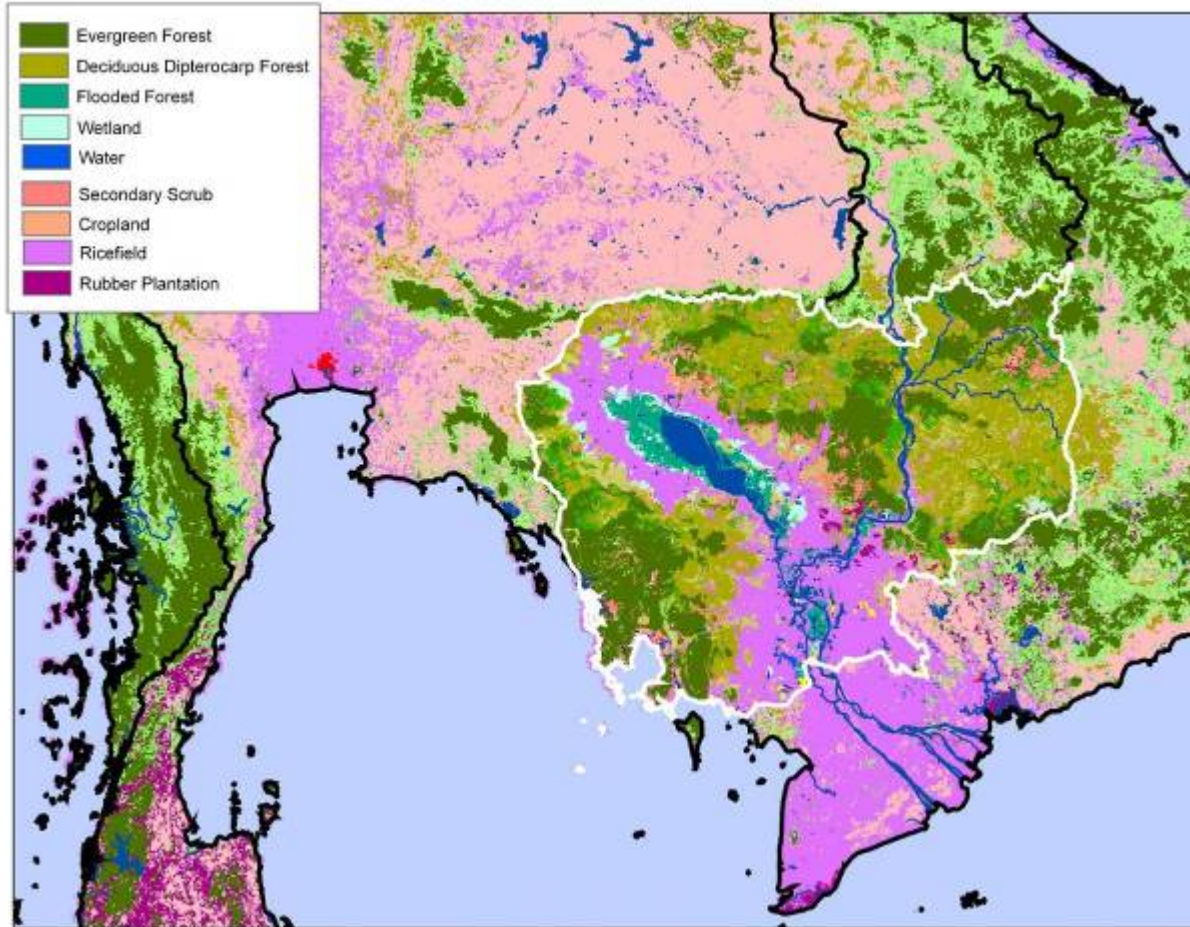 Evergreen Forest
Deciduous Dipterocarp Forest
Flooded Forest
Wetland
Water
Secondary Scrub
Cropland
Ricefield
Rubber Plantation